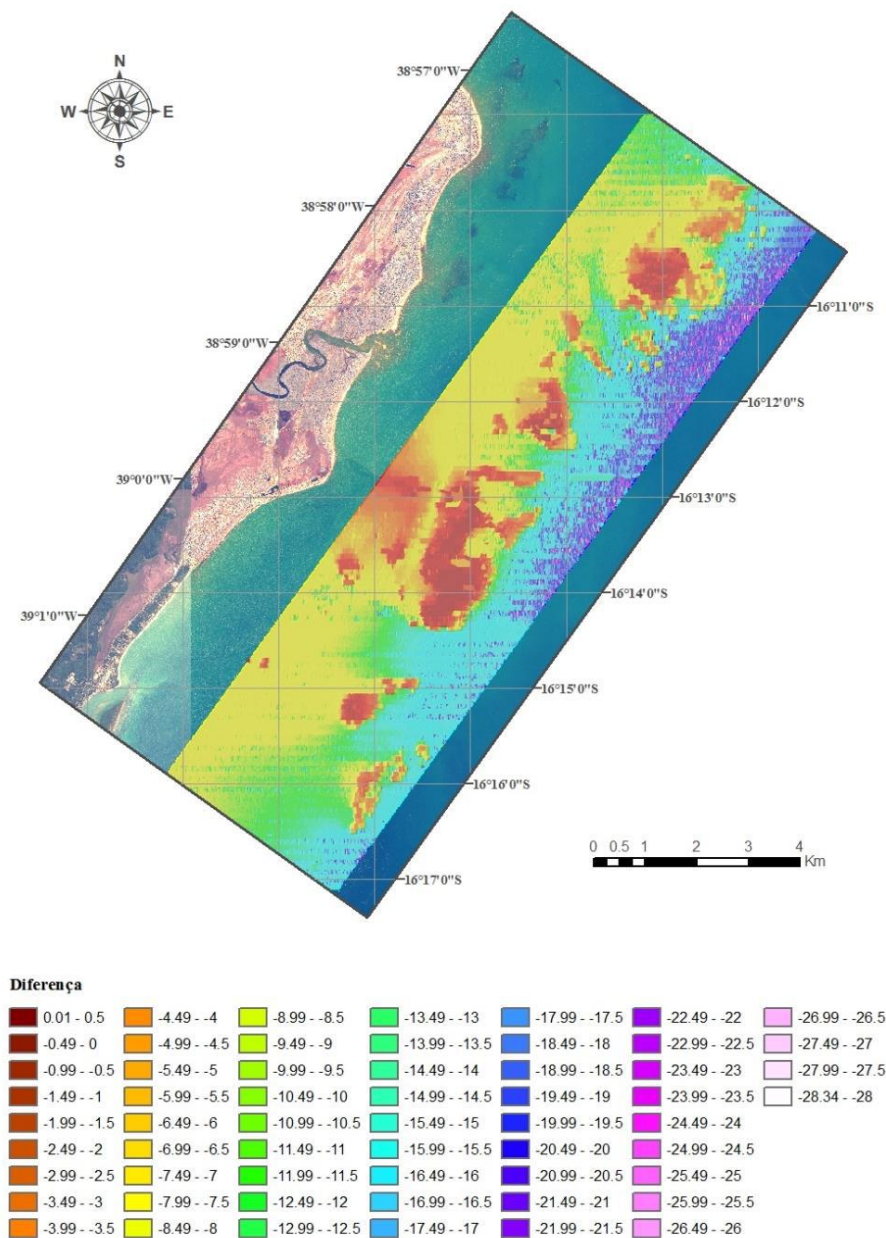 N
W E
S
38°57'0"W
38°58'0"W
38°59'0"W
39°0'0"W
39°1'0"W
16°11'0"S
16°12'0"S
16°13'0"S
16°14'0"S
16°15'0"S
16°16'0"S
16°17'0"S
0 0.5 1 2 3 4
Km
Diferença
0.01 - 0.5
-0.49 - 0
-0.99 - -0.5
-1.49 - -1
-1.99 - -1.5
-2.49 - -2
-2.99 - -2.5
-3.49 - -3
-3.99 - -3.5
-4.49 - -4
-4.99 - -4.5
-5.49 - -5
-5.99 - -5.5
-6.49 - -6
-6.99 - -6.5
-7.49 - -7
-7.99 - -7.5
-8.49 - -8
-8.99 - -8.5
-9.49 - -9
-9.99 - -9.5
-10.49 - -10
-10.99 - -10.5
-11.49 - -11
-11.99 - -11.5
-12.49 - -12
-12.99 - -12.5
-13.49 - -13
-13.99 - -13.5
-14.49 - -14
-14.99 - -14.5
-15.49 - -15
-15.99 - -15.5
-16.49 - -16
-16.99 - -16.5
-17.49 - -17
-17.99 - -17.5
-18.49 - -18
-18.99 - -18.5
-19.49 - -19
-19.99 - -19.5
-20.49 - -20
-20.99 - -20.5
-21.49 - -21
-21.99 - -21.5
-22.49 - -22
-22.99 - -22.5
-23.49 - -23
-23.99 - -23.5
-24.49 - -24
-24.99 - -24.5
-25.49 - -25
-25.99 - -25.5
-26.49 - -26
-26.99 - -26.5
-27.49 - -27
-27.99 - -27.5
-28.34 - -28